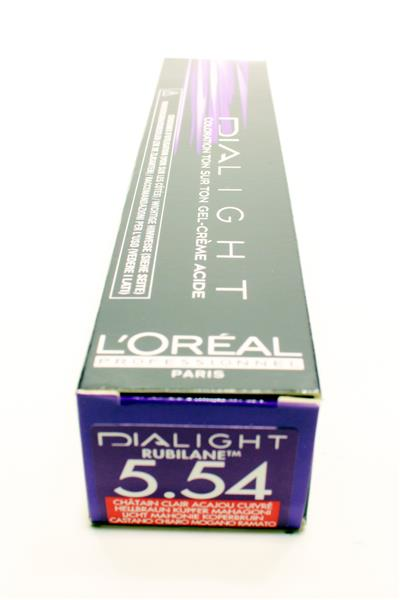 DIALIGHT
COLORATION TON SUR TON GEL-CRÈME ACIDE
L'ORÉAL
PROFESSIONNEL
PARIS
DIALIGHT
RUBILANE™
5.54
CHÂTAIN CLAIR ACAJOU CUIVRÉ
HELLBRAUN KUPFER MAHAGONI
LICHT MAHONIE KOPERBRUIN
CASTANO CHIARO MOGANO RAMATO